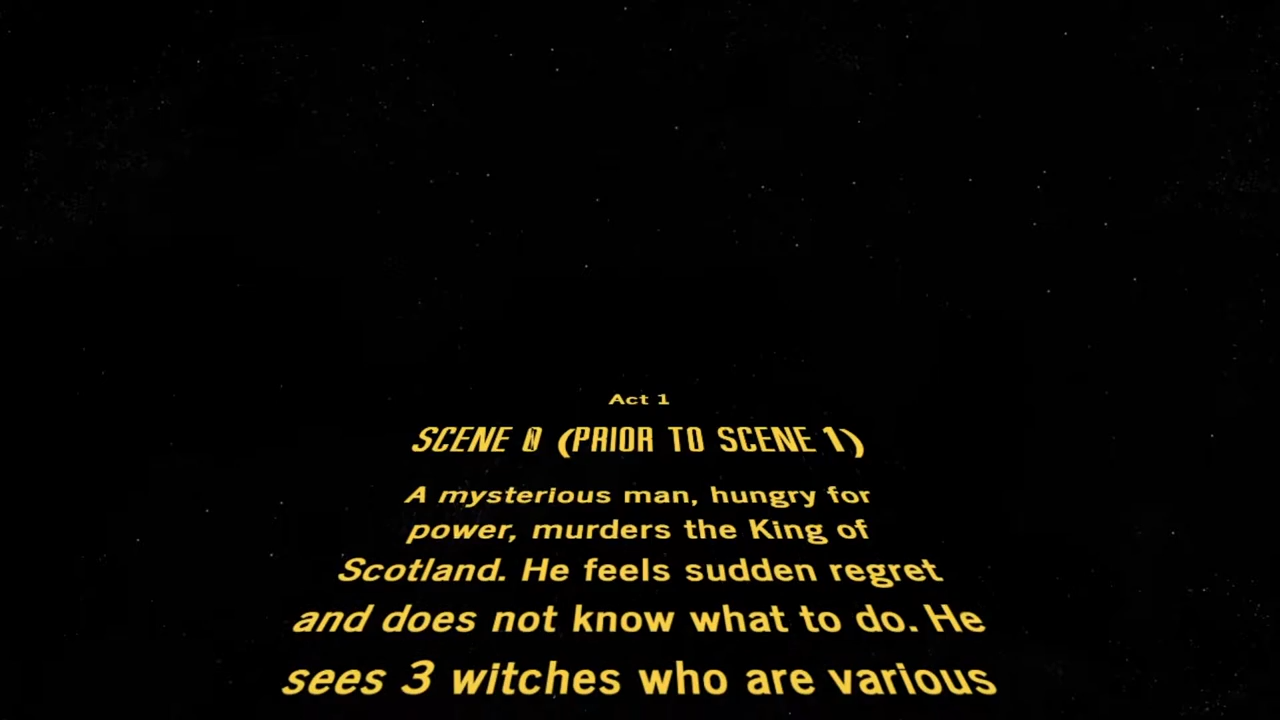 Act 1
SCENE 0 (PRIOR TO SCENE 1)
A mysterious man, hungry for
power, murders the King of
Scotland. He feels sudden regret
and does not know what to do. He
sees 3 witches who are various